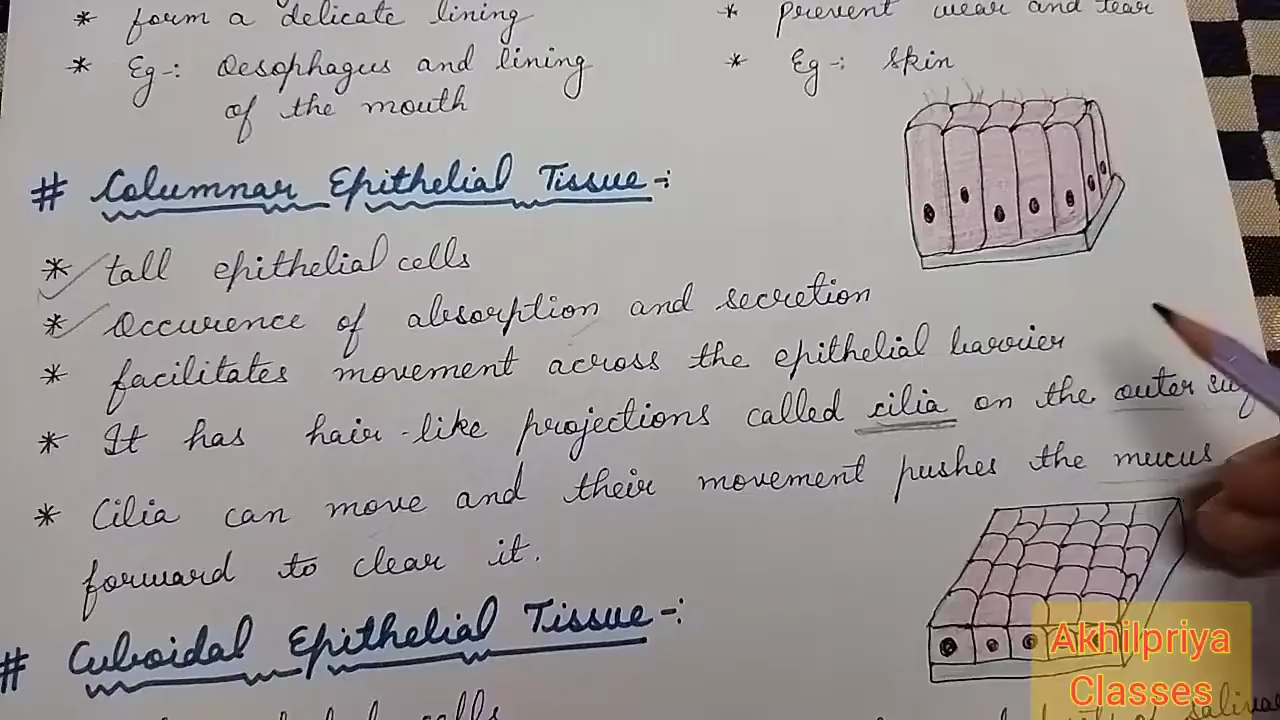 * form a delicate lining
* prevent wear and tear
* Eg-: Oesophagus and lining
of the mouth
* Eg-: Skin
# Columnar Epithelial Tissue-:
* tall epithelial cells
* Occurence of absorption and secretion
* facilitates movement across the epithelial barrier
* It has hair-like projections called cilia on the outer
* Cilia can move and their movement pushes the mucus
forward to clear it.
# Cuboidal Epithelial Tissue-:
cells
Akhilpriya
Classes